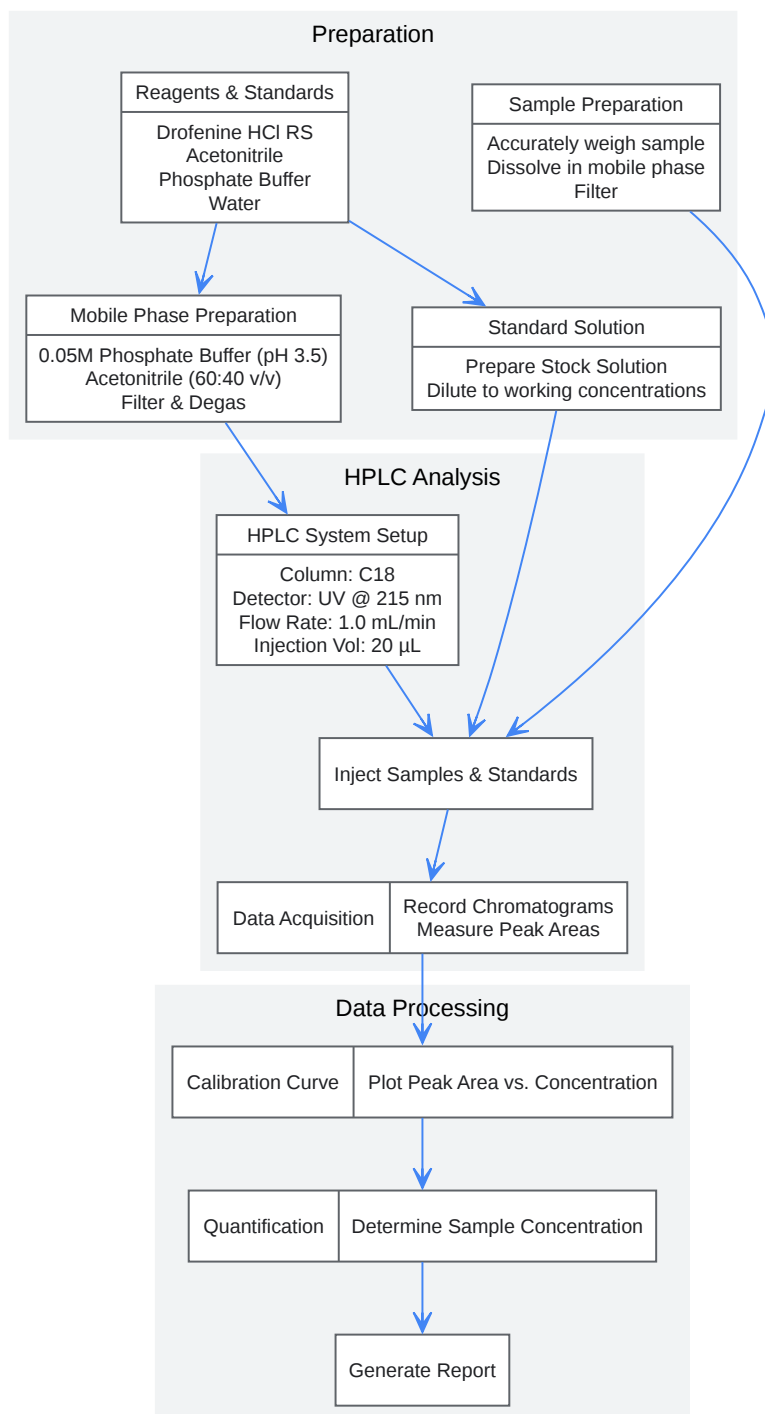 Preparation
Reagents & Standards
Drofenine HCl RS
Acetonitrile
Phosphate Buffer
Water
Sample Preparation
Accurately weigh sample
Dissolve in mobile phase
Filter
Mobile Phase Preparation
0.05M Phosphate Buffer (pH 3.5)
Acetonitrile (60:40 v/v)
Filter & Degas
Standard Solution
Prepare Stock Solution
Dilute to working concentrations
HPLC Analysis
HPLC System Setup
Column: C18
Detector: UV @ 215 nm
Flow Rate: 1.0 mL/min
Injection Vol: 20 µL
Inject Samples & Standards
Data Acquisition
Record Chromatograms
Measure Peak Areas
Data Processing
Calibration Curve
Plot Peak Area vs. Concentration
Quantification
Determine Sample Concentration
Generate Report